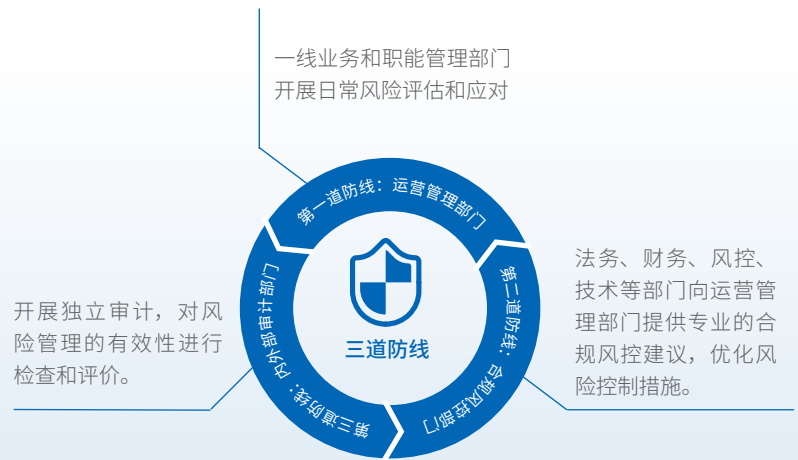 一线业务和职能管理部门
开展日常风险评估和应对
第一道防线：运营管理部门
法务、财务、风控、
技术等部门向运营管
理部门提供专业的合
规风控建议，优化风
险控制措施。
第二道防线：合规风控部门
三道防线
开展独立审计，对风
险管理的有效性进行
检查和评价。
第三道防线：内外部审计部门